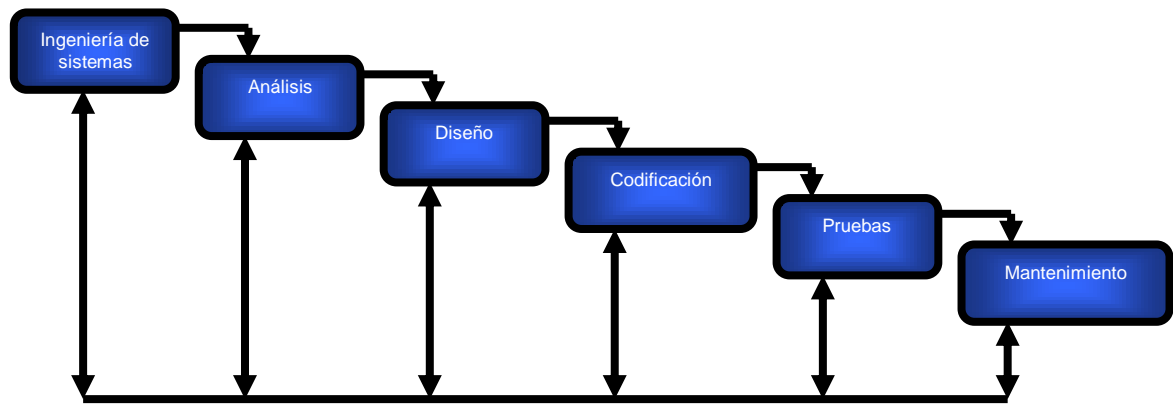 Ingeniería de
sistemas
Análisis
Diseño
Codificación
Pruebas
Mantenimiento